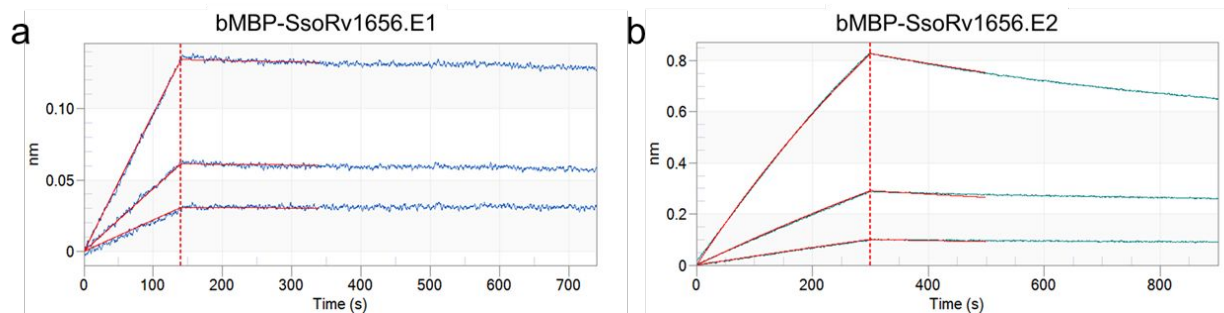 a
bMBP-SsoRv1656.E1
nm
0.10
0.05
0
0 100 200 300 400 500 600 700
Time (s)
b
bMBP-SsoRv1656.E2
nm
0.8
0.6
0.4
0.2
0
0 200 400 600 800
Time (s)